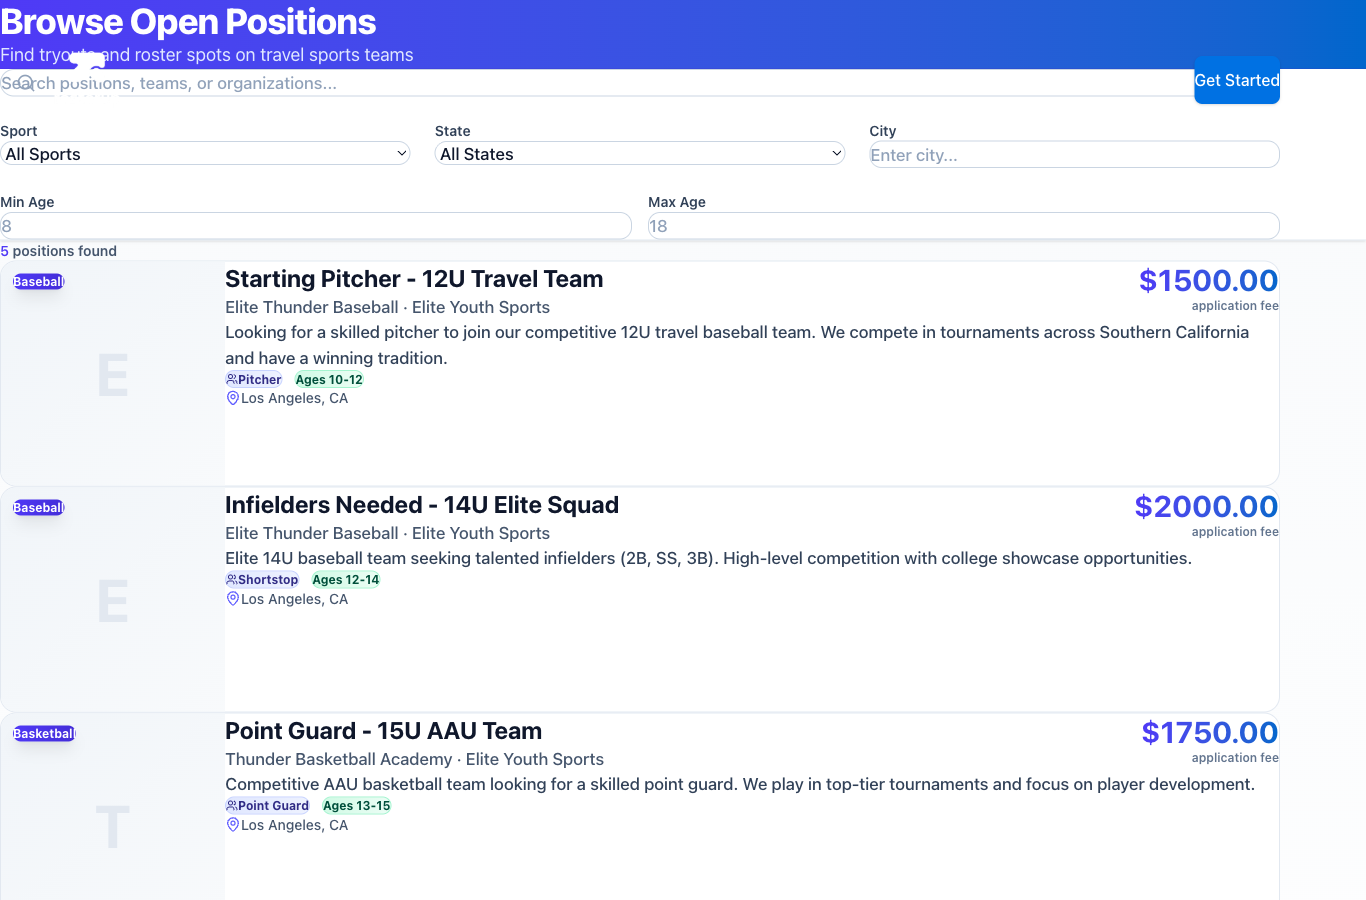 Browse Open Positions
Find tryouts and roster spots on travel sports teams
Search positions, teams, or organizations...
Get Started
Sport
State
City
All Sports
All States
Enter city...
Min Age
Max Age
8
18
5 positions found
Baseball
Starting Pitcher - 12U Travel Team
$1500.00
Elite Thunder Baseball · Elite Youth Sports
application fee
Looking for a skilled pitcher to join our competitive 12U travel baseball team. We compete in tournaments across Southern California
and have a winning tradition.
E
Pitcher
Ages 10-12
Los Angeles, CA
Baseball
Infielders Needed - 14U Elite Squad
$2000.00
Elite Thunder Baseball · Elite Youth Sports
application fee
Elite 14U baseball team seeking talented infielders (2B, SS, 3B). High-level competition with college showcase opportunities.
E
Shortstop
Ages 12-14
Los Angeles, CA
Basketball
Point Guard - 15U AAU Team
$1750.00
Thunder Basketball Academy · Elite Youth Sports
application fee
Competitive AAU basketball team looking for a skilled point guard. We play in top-tier tournaments and focus on player development.
T
Point Guard
Ages 13-15
Los Angeles, CA